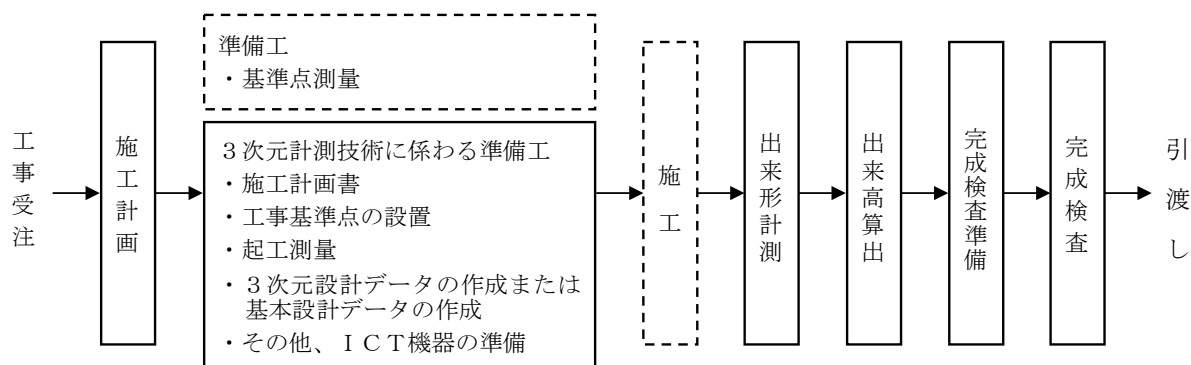 工事受注
施工計画
準備工
・基準点測量
３次元計測技術に係わる準備工
・施工計画書
・工事基準点の設置
・起工測量
・３次元設計データの作成または
基本設計データの作成
・その他、ＩＣＴ機器の準備
施工
出来形計測
出来高算出
完成検査準備
完成検査
引渡し